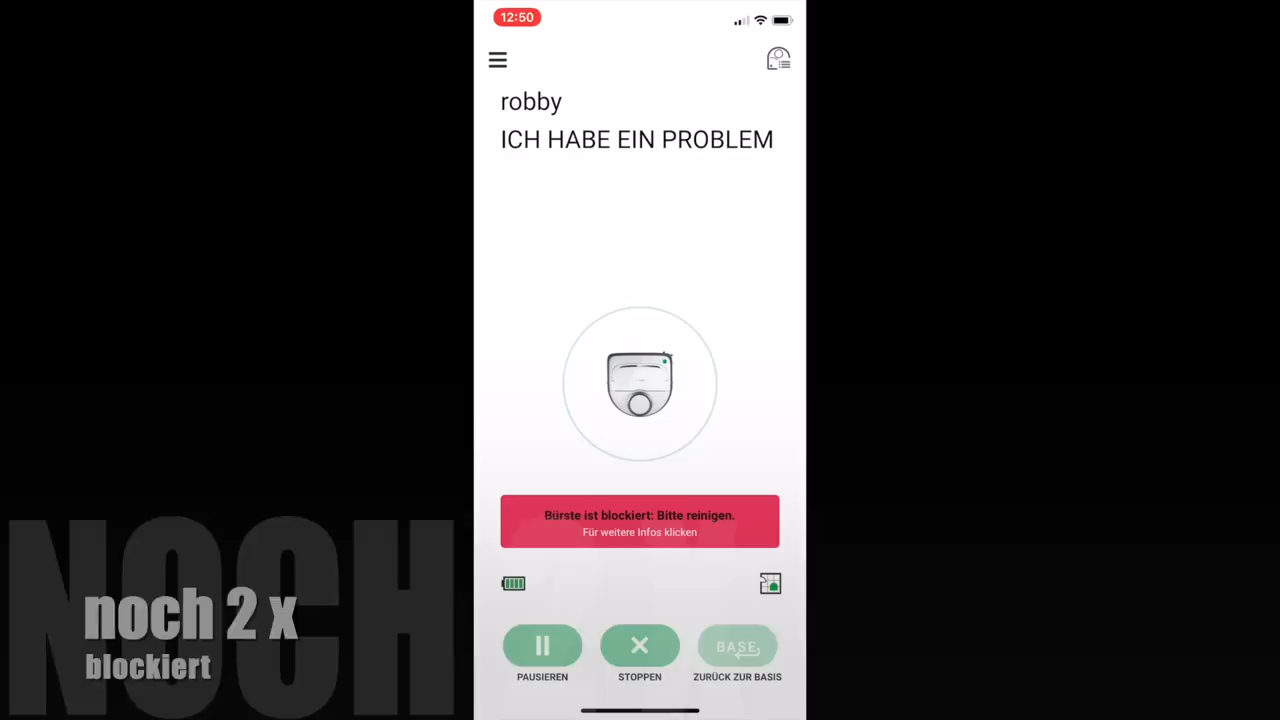 12:50
robby
ICH HABE EIN PROBLEM
Bürste ist blockiert: Bitte reinigen.
Für weitere Infos klicken
NOCH
noch 2 x
blockiert
BASE
PAUSIEREN
STOPPEN
ZURÜCK ZUR BASIS